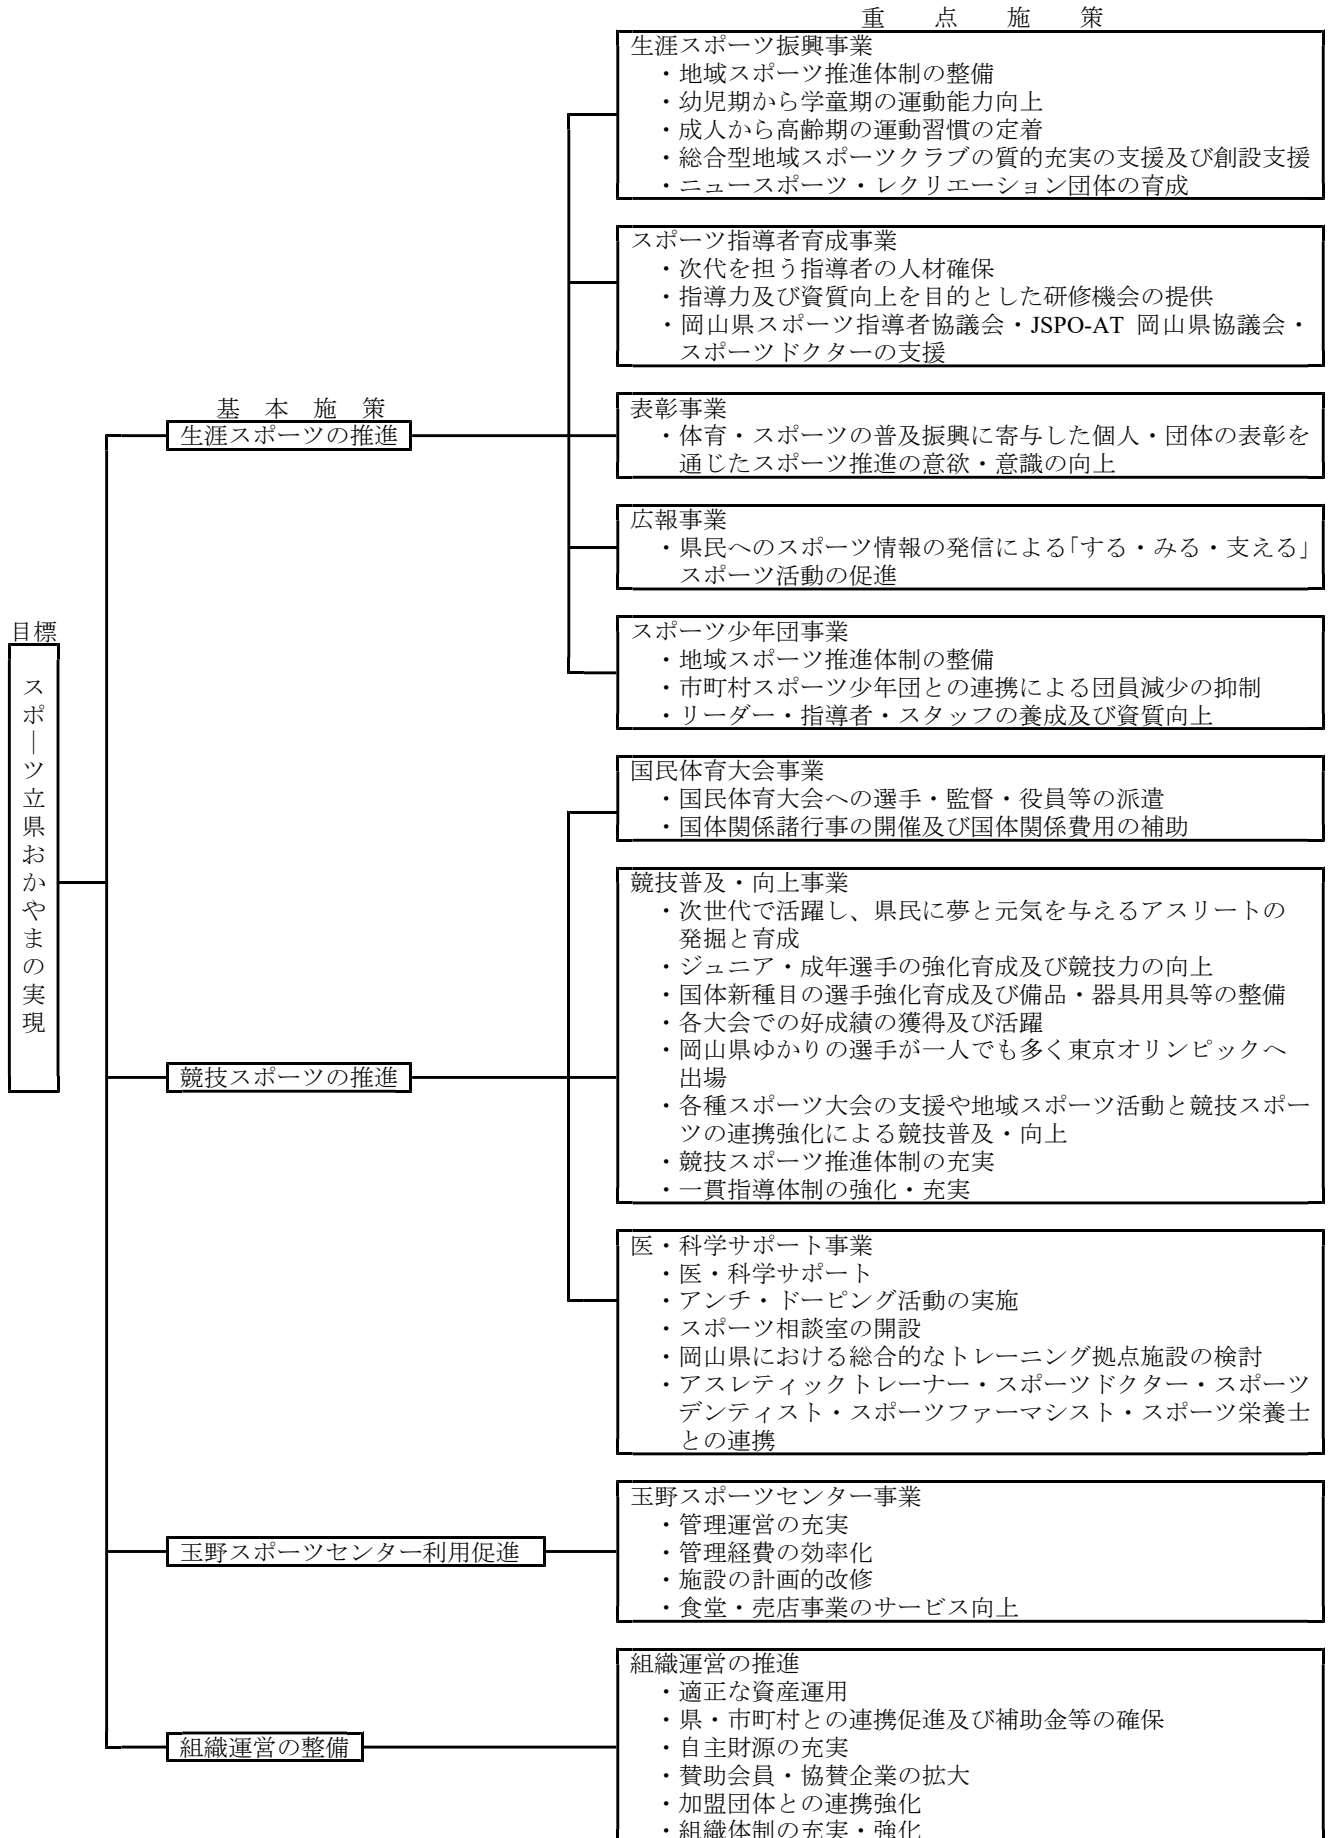 重点施策
生涯スポーツ振興事業
・地域スポーツ推進体制の整備
・幼児期から学童期の運動能力向上
・成人から高齢期の運動習慣の定着
・総合型地域スポーツクラブの質的充実の支援及び創設支援
・ニュースポーツ・レクリエーション団体の育成
スポーツ指導者育成事業
・次代を担う指導者の人材確保
・指導力及び資質向上を目的とした研修機会の提供
・岡山県スポーツ指導者協議会・JSPO-AT 岡山県協議会・
スポーツドクターの支援
基本施策
生涯スポーツの推進
表彰事業
・体育・スポーツの普及振興に寄与した個人・団体の表彰を
通じたスポーツ推進の意欲・意識の向上
広報事業
・県民へのスポーツ情報の発信による「する・みる・支える」
スポーツ活動の促進
スポーツ少年団事業
・地域スポーツ推進体制の整備
・市町村スポーツ少年団との連携による団員減少の抑制
・リーダー・指導者・スタッフの養成及び資質向上
目標
スポーツ立県おかやまの実現
国民体育大会事業
・国民体育大会への選手・監督・役員等の派遣
・国体関係諸行事の開催及び国体関係費用の補助
競技スポーツの推進
競技普及・向上事業
・次世代で活躍し、県民に夢と元気を与えるアスリートの
発掘と育成
・ジュニア・成年選手の強化育成及び競技力の向上
・国体新種目の選手強化育成及び備品・器具用具等の整備
・各大会での好成績の獲得及び活躍
・岡山県ゆかりの選手が一人でも多く東京オリンピックへ
出場
・各種スポーツ大会の支援や地域スポーツ活動と競技スポー
ツの連携強化による競技普及・向上
・競技スポーツ推進体制の充実
・一貫指導体制の強化・充実
医・科学サポート事業
・医・科学サポート
・アンチ・ドーピング活動の実施
・スポーツ相談室の開設
・岡山県における総合的なトレーニング拠点施設の検討
・アスレティックトレーナー・スポーツドクター・スポーツ
デンティスト・スポーツファーマシスト・スポーツ栄養士
との連携
玉野スポーツセンター利用促進
玉野スポーツセンター事業
・管理運営の充実
・管理経費の効率化
・施設の計画的改修
・食堂・売店事業のサービス向上
組織運営の整備
組織運営の推進
・適正な資産運用
・県・市町村との連携促進及び補助金等の確保
・自主財源の充実
・賛助会員・協賛企業の拡大
・加盟団体との連携強化
・組織体制の充実・強化